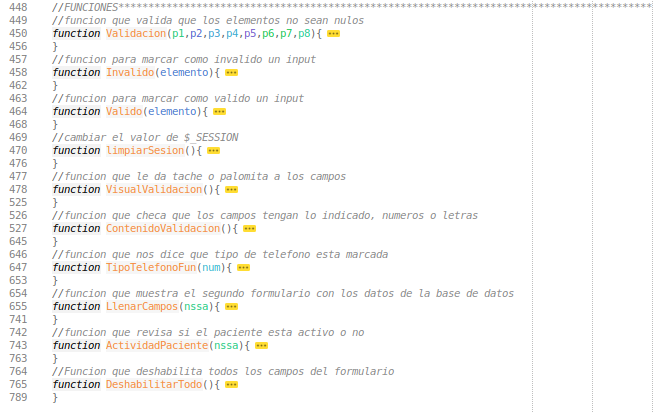 448 //FUNCIONES*****************************************************************************************
449 //funcion que valida que los elementos no sean nulos
450 function Validacion(p1,p2,p3,p4,p5,p6,p7,p8){ •••
456 }
457 //funcion para marcar como invalido un input
458 function Invalido(elemento){ •••
462 }
463 //funcion para marcar como valido un input
464 function Valido(elemento){ •••
468 }
469 //cambiar el valor de $_SESSION
470 function limpiarSesion(){ •••
476 }
477 //funcion que le da tache o palomita a los campos
478 function VisualValidacion(){ •••
525 }
526 //funcion que checa que los campos tengan lo indicado, numeros o letras
527 function ContenidoValidacion(){ •••
645 }
646 //funcion que nos dice que tipo de telefono esta marcada
647 function TipoTelefonoFun(num){ •••
653 }
654 //funcion que muestra el segundo formulario con los datos de la base de datos
655 function LlenarCampos(nssa){ •••
741 }
742 //funcion que revisa si el paciente esta activo o no
743 function ActividadPaciente(nssa){ •••
763 }
764 //Funcion que deshabilita todos los campos del formulario
765 function DeshabilitarTodo(){ •••
789 }